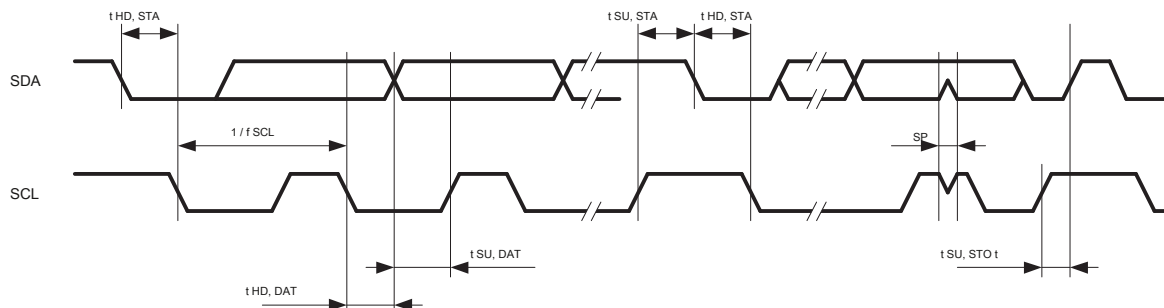 t HD, STA
t SU, STA
t HD, STA
SDA
1 / f SCL
SP
SCL
t SU, DAT
t SU, STO t
t HD, DAT